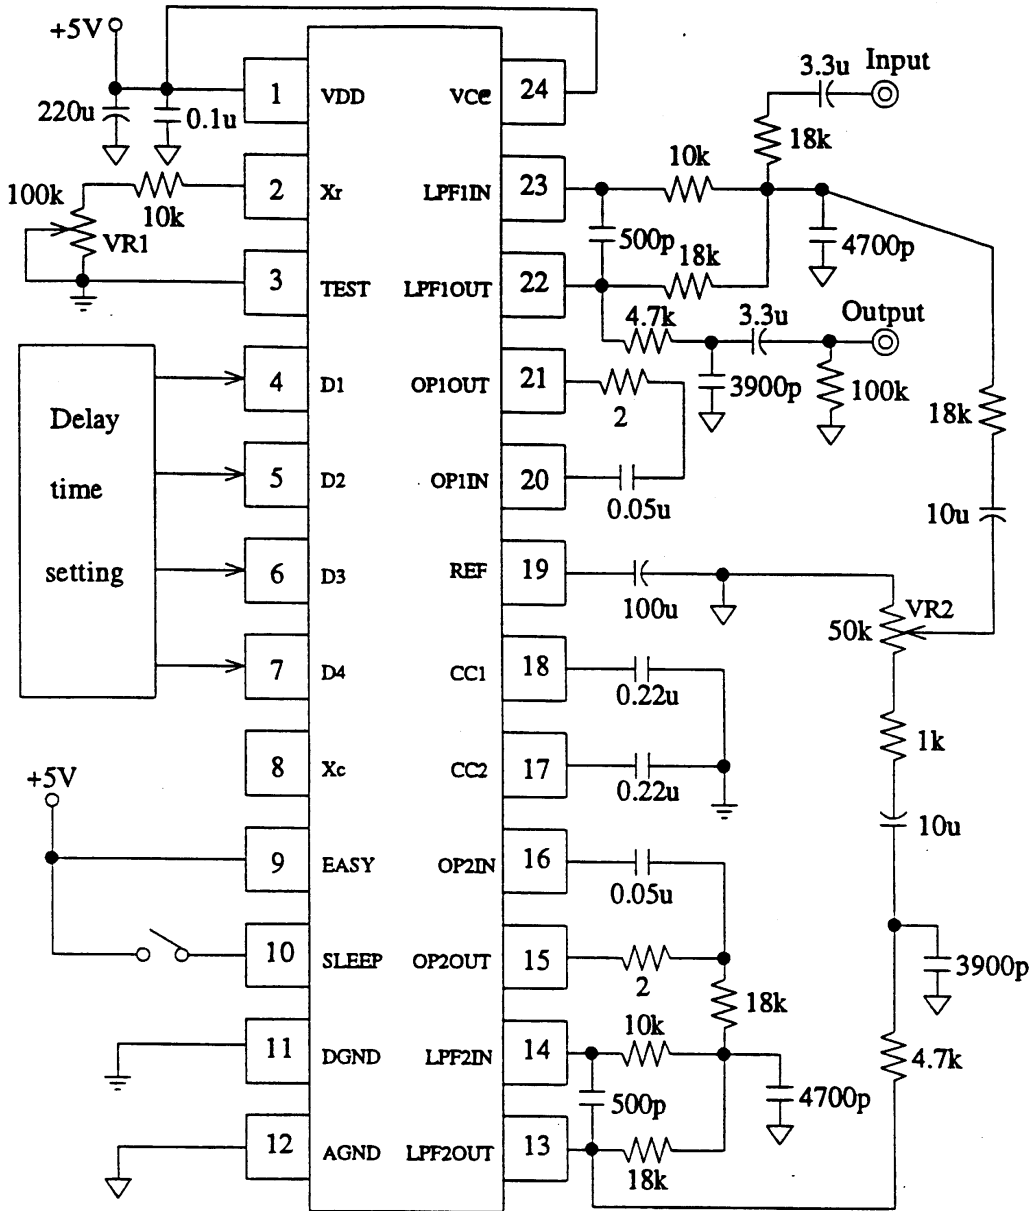 +5V
220u
0.1u
1
VDD
VCC
24
3.3u
Input
18k
100k
10k
VR1
2
Xr
LPF1IN
23
10k
500p
4700p
3
TEST
LPF1OUT
22
18k
4.7k
3.3u
Output
3900p
100k
Delay
time
setting
4
D1
OP1OUT
21
2
18k
5
D2
OP1IN
20
0.05u
10u
6
D3
REF
19
100u
50k
VR2
7
D4
CC1
18
0.22u
8
Xc
CC2
17
0.22u
1k
+5V
10u
9
EASY
OP2IN
16
0.05u
10
SLEEP
OP2OUT
15
2
18k
3900p
11
DGND
LPF2IN
14
10k
500p
4700p
4.7k
12
AGND
LPF2OUT
13
18k